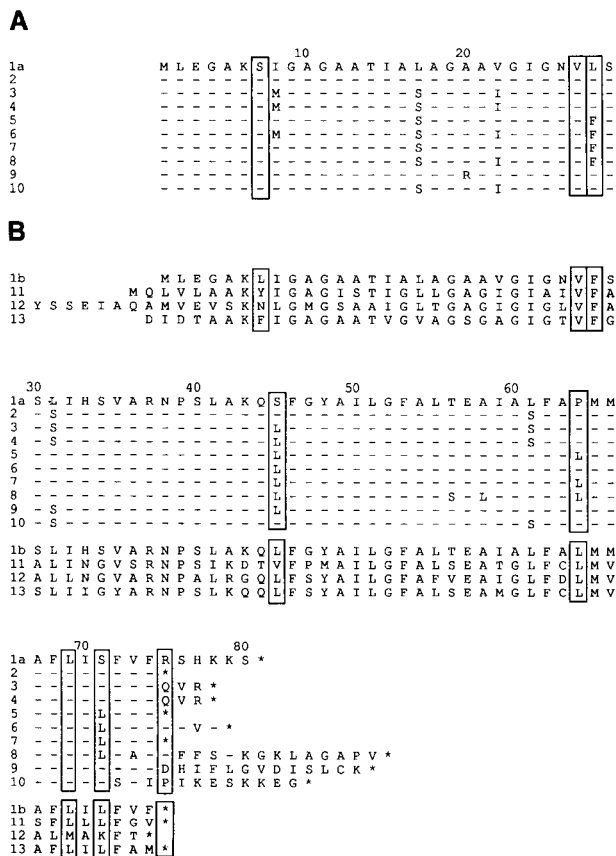 A
10 20
1a M L E G A K S I G A G A A T I A L A G A A V G I G N V L S
2 - - - - - - - - - - - - - - - - - - - - - - - - - - - - -
3 - - - - - - - M - - - - - - - - S - - - - I - - - - - - -
4 - - - - - - - M - - - - - - - - S - - - - I - - - - - - -
5 - - - - - - - - - - - - - - - - S - - - - - - - - - - F -
6 - - - - - - - M - - - - - - - - S - - - - I - - - - - F -
7 - - - - - - - - - - - - - - - - S - - - - - - - - - - F -
8 - - - - - - - - - - - - - - - - S - - - - I - - - - - F -
9 - - - - - - - - - - - - - - - - - - - R - - - - - - - - -
10 - - - - - - - - - - - - - - - - S - - - - I - - - - - - -
B
1b M L E G A K L I G A G A A T I A L A G A A V G I G N V F S
11 M Q L V L A A K Y I G A G I S T I G L L G A G I G I A I V F A
12 Y S S E I A Q A M V E V S K N L G M G S A A I G L T G A G I G I G L V F A
13 D I D T A A K F I G A G A A T V G V A G S G A G I G T V F G
30 40 50 60
1a S L I H S V A R N P S L A K Q S F G Y A I L G F A L T E A I A L F A P M M
2 - S - - - - - - - - - - - - - - - - - - - - - - - - - - - - - S - - - - -
3 - S - - - - - - - - - - - - - L - - - - - - - - - - - - - - - S - - - - -
4 - S - - - - - - - - - - - - - L - - - - - - - - - - - - - - - S - - - - -
5 - - - - - - - - - - - - - - - L - - - - - - - - - - - - - - - - - - L - -
6 - - - - - - - - - - - - - - - L - - - - - - - - - - - - - - - - - - - - -
7 - - - - - - - - - - - - - - - L - - - - - - - - - - - - - - - - - - L - -
8 - - - - - - - - - - - - - - - L - - - - - - - - - - S - L - - - - - L - -
9 - S - - - - - - - - - - - - - L - - - - - - - - - - - - - - - - - - - - -
10 - S - - - - - - - - - - - - - - - - - - - - - - - - - - - - - S - - - - -
1b S L I H S V A R N P S L A K Q L F G Y A I L G F A L T E A I A L F A L M M
11 A L I N G V S R N P S I K D T V F P M A I L G F A L S E A T G L F C L M V
12 A L L N G V A R N P A L R G Q L F S Y A I L G F A F V E A I G L F D L M V
13 S L I I G Y A R N P S L K Q Q L F S Y A I L G F A L S E A M G L F C L M V
70 80
1a A F L I S F V F R S H K K S *
2 - - - - - - - - *
3 - - - - - - - - Q V R *
4 - - - - - - - - Q V R *
5 - - - - L - - - *
6 - - - - L - - - - - V - *
7 - - - - L - - - *
8 - - - - L - A - - F F S - K G K L A G A P V *
9 - - - - - - - - D H I F L G V D I S L C K *
10 - - - - - S - I P I K E S K K E G *
1b A F L I L F V F *
11 S F L L L F G V *
12 A L M A K F T *
13 A F L I L F A M *